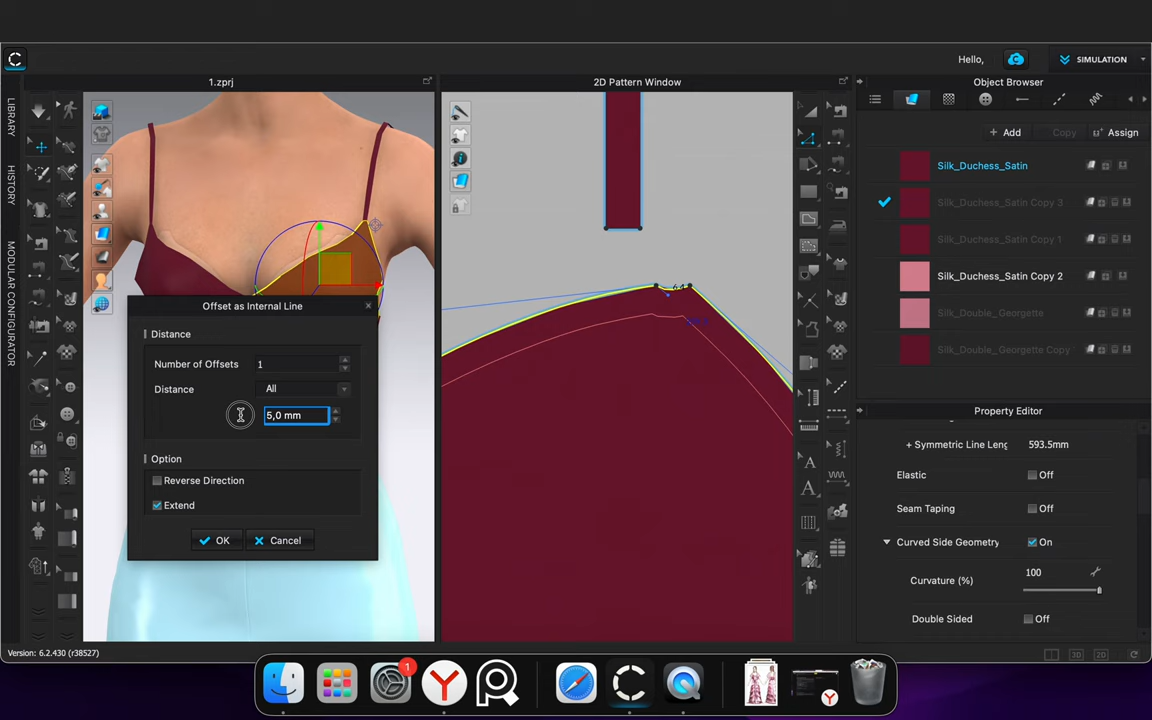 Hello,
SIMULATION
1.zprj
2D Pattern Window
Object Browser
LIBRARY
HISTORY
MODULAR CONFIGURATOR
+ Add
Copy
Assign
Silk_Duchess_Satin
Silk_Duchess_Satin Copy 3
Silk_Duchess_Satin Copy 1
Silk_Duchess_Satin Copy 2
Silk_Double_Georgette
Silk_Double_Georgette Copy
Offset as Internal Line
Distance
Number of Offsets 1
Distance All
5,0 mm
Option
Reverse Direction
Extend
OK Cancel
Property Editor
+ Symmetric Line Leng 593.5mm
Elastic Off
Seam Taping Off
Curved Side Geometry On
Curvature (%) 100
Double Sided Off
Version: 6.2.430 (r38527)
3D 2D
1